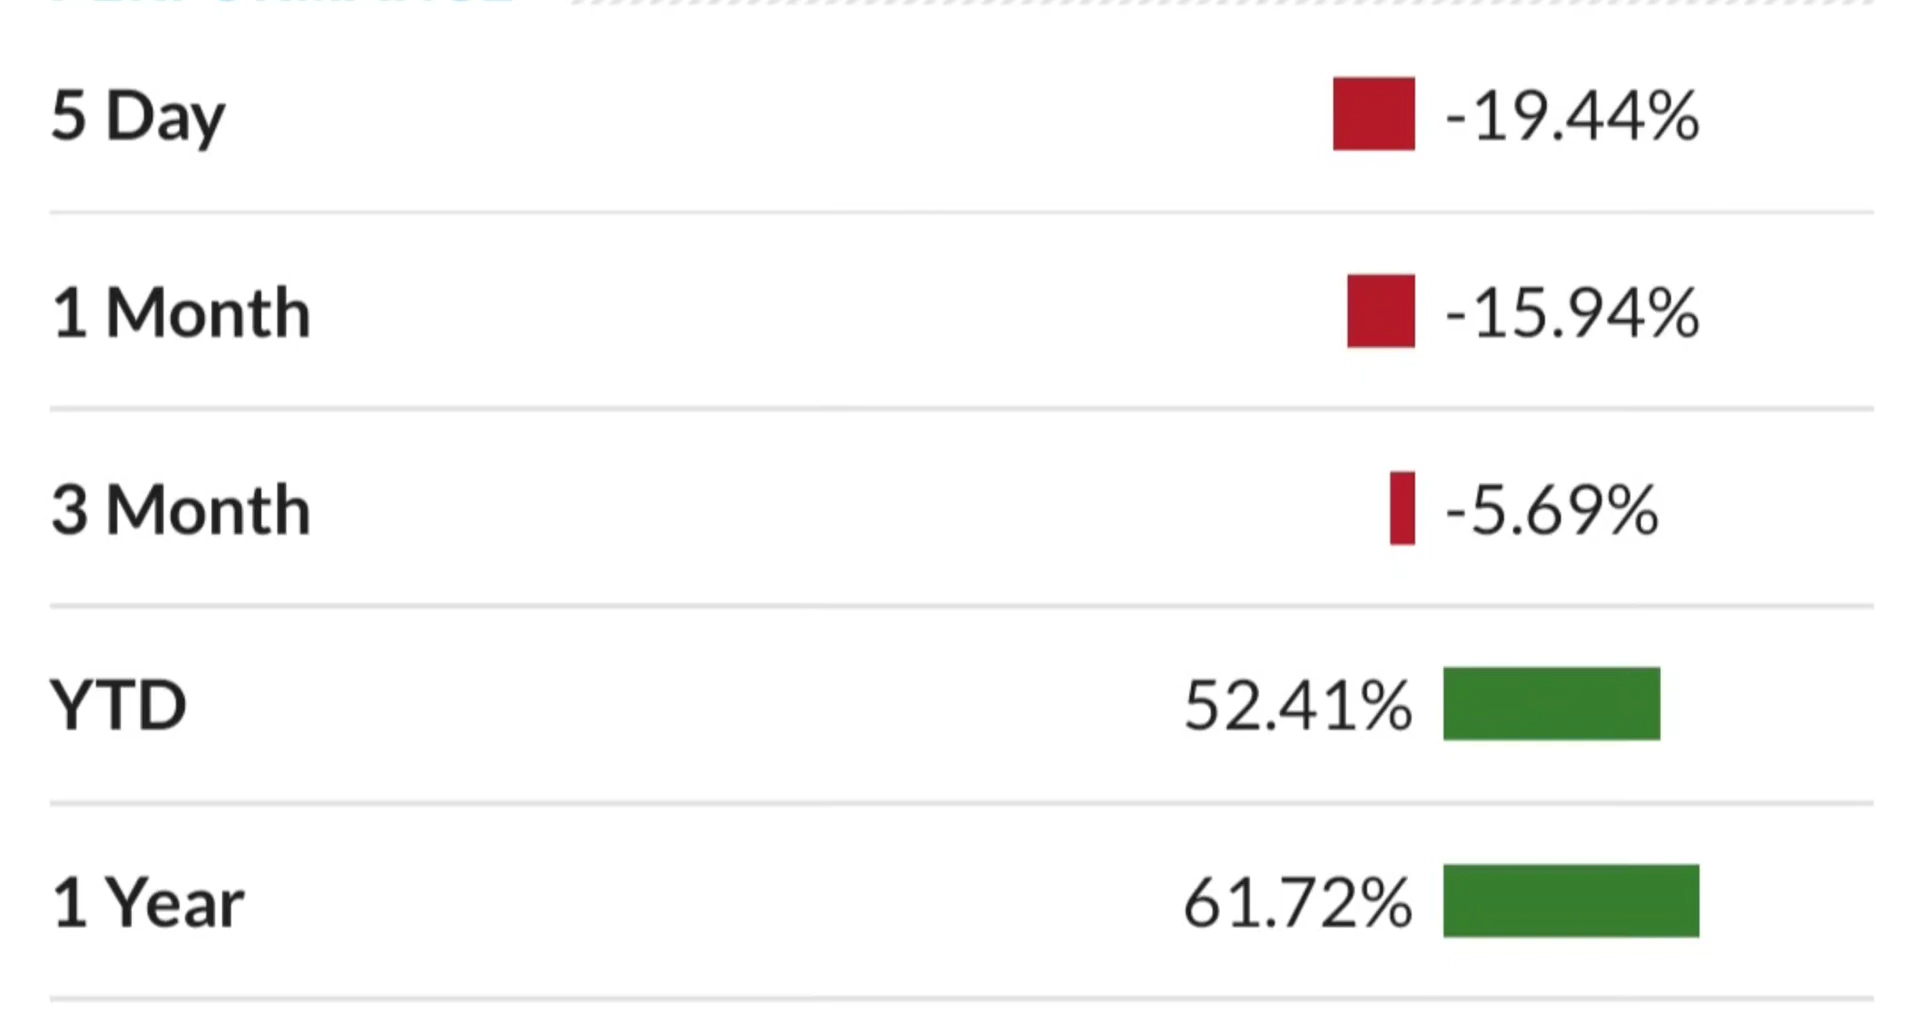 5 Day -19.44%
1 Month -15.94%
3 Month -5.69%
YTD 52.41%
1 Year 61.72%